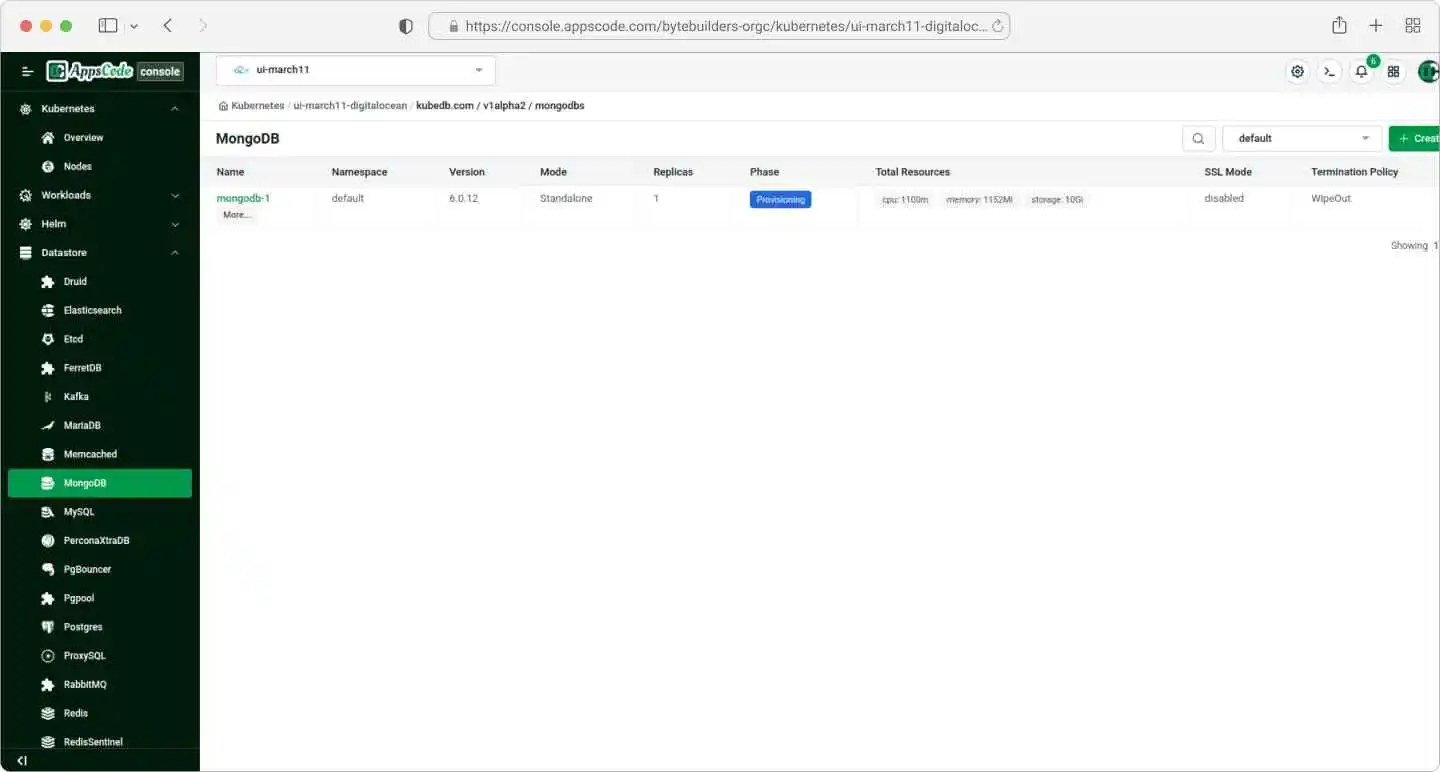 https://console.appscode.com/bytebuilders-orgc/kubernetes/ui-march11-digitaloc...
AppsCode console
ui-march11
6
Kubernetes / ui-march11-digitalocean / kubedb.com / v1alpha2 / mongodbs
MongoDB
default
+ Creat
Name Namespace Version Mode Replicas Phase Total Resources SSL Mode Termination Policy
mongodb-1 default 6.0.12 Standalone 1 Provisioning cpu: 1100m memory: 1152Mi storage: 10Gi disabled WipeOut
More...
Showing 1
Kubernetes
Overview
Nodes
Workloads
Helm
Datastore
Druid
Elasticsearch
Etcd
FerretDB
Kafka
MariaDB
Memcached
MongoDB
MySQL
PerconaXtraDB
PgBouncer
Pgpool
Postgres
ProxySQL
RabbitMQ
Redis
RedisSentinel